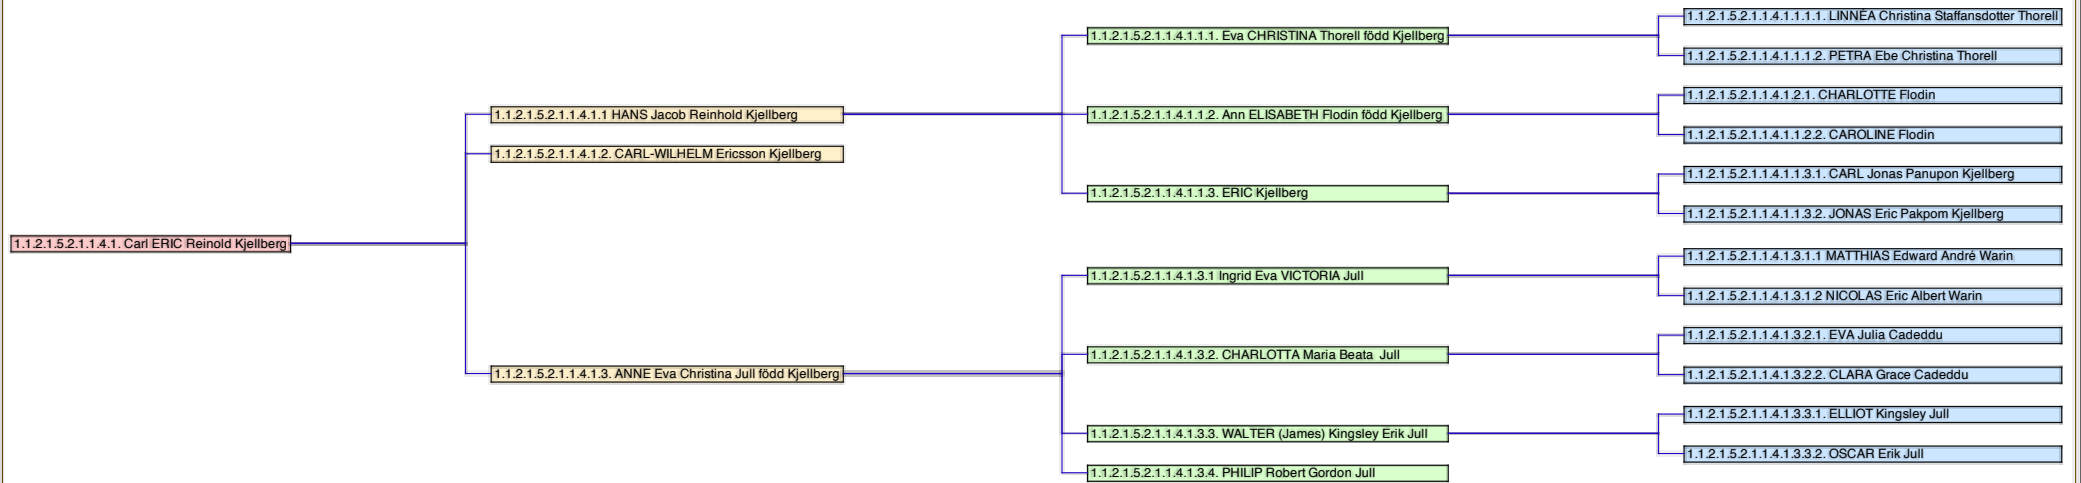 1.1.2.1.5.2.1.1.4.1. Carl ERIC Reinold Kjellberg
1.1.2.1.5.2.1.1.4.1.1 HANS Jacob Reinhold Kjellberg
1.1.2.1.5.2.1.1.4.1.2. CARL-WILHELM Ericsson Kjellberg
1.1.2.1.5.2.1.1.4.1.3. ANNE Eva Christina Jull född Kjellberg
1.1.2.1.5.2.1.1.4.1.1.1. Eva CHRISTINA Thorell född Kjellberg
1.1.2.1.5.2.1.1.4.1.1.2. Ann ELISABETH Flodin född Kjellberg
1.1.2.1.5.2.1.1.4.1.1.3. ERIC Kjellberg
1.1.2.1.5.2.1.1.4.1.3.1 Ingrid Eva VICTORIA Jull
1.1.2.1.5.2.1.1.4.1.3.2. CHARLOTTA Maria Beata Jull
1.1.2.1.5.2.1.1.4.1.3.3. WALTER (James) Kingsley Erik Jull
1.1.2.1.5.2.1.1.4.1.3.4. PHILIP Robert Gordon Jull
1.1.2.1.5.2.1.1.4.1.1.1.1. LINNÉA Christina Staffansdotter Thorell
1.1.2.1.5.2.1.1.4.1.1.1.2. PETRA Ebe Christina Thorell
1.1.2.1.5.2.1.1.4.1.2.1. CHARLOTTE Flodin
1.1.2.1.5.2.1.1.4.1.1.2.2. CAROLINE Flodin
1.1.2.1.5.2.1.1.4.1.1.3.1. CARL Jonas Panupon Kjellberg
1.1.2.1.5.2.1.1.4.1.1.3.2. JONAS Eric Pakpom Kjellberg
1.1.2.1.5.2.1.1.4.1.3.1.1 MATTHIAS Edward André Warin
1.1.2.1.5.2.1.1.4.1.3.1.2 NICOLAS Eric Albert Warin
1.1.2.1.5.2.1.1.4.1.3.2.1. EVA Julia Cadeddu
1.1.2.1.5.2.1.1.4.1.3.2.2. CLARA Grace Cadeddu
1.1.2.1.5.2.1.1.4.1.3.3.1. ELLIOT Kingsley Jull
1.1.2.1.5.2.1.1.4.1.3.3.2. OSCAR Erik Jull